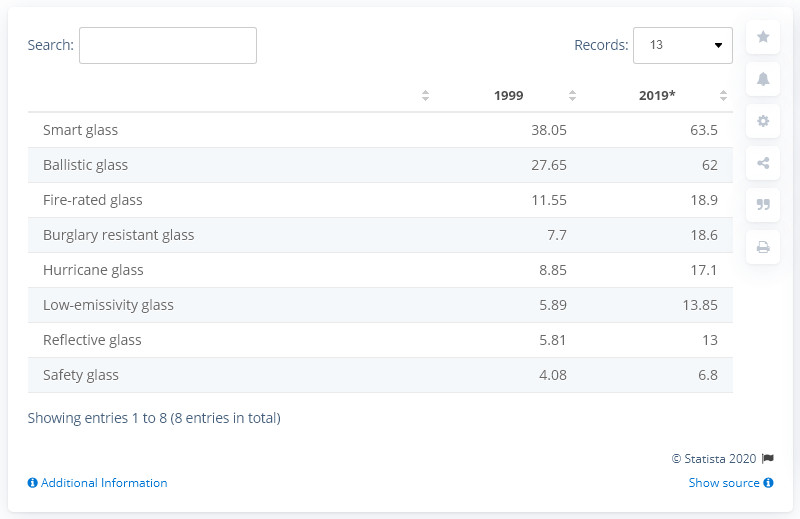 Search:
Records: 13
1999 2019*
Smart glass 38.05 63.5
Ballistic glass 27.65 62
Fire-rated glass 11.55 18.9
Burglary resistant glass 7.7 18.6
Hurricane glass 8.85 17.1
Low-emissivity glass 5.89 13.85
Reflective glass 5.81 13
Safety glass 4.08 6.8
Showing entries 1 to 8 (8 entries in total)
© Statista 2020
Additional Information Show source